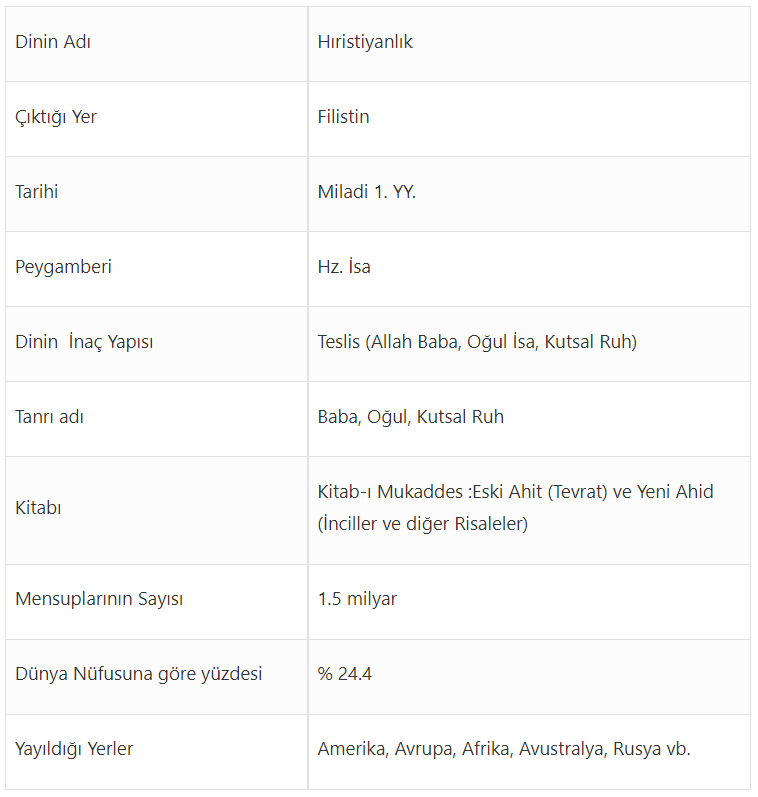 Dinin Adı
Hıristiyanlık
Çıktığı Yer
Filistin
Tarihi
Miladi 1. YY.
Peygamberi
Hz. İsa
Dinin  İnaç Yapısı
Teslis (Allah Baba, Oğul İsa, Kutsal Ruh)
Tanrı adı
Baba, Oğul, Kutsal Ruh
Kitabı
Kitab-ı Mukaddes :Eski Ahit (Tevrat) ve Yeni Ahid
(İnciller ve diğer Risaleler)
Mensuplarının Sayısı
1.5 milyar
Dünya Nüfusuna göre yüzdesi
% 24.4
Yayıldığı Yerler
Amerika, Avrupa, Afrika, Avustralya, Rusya vb.